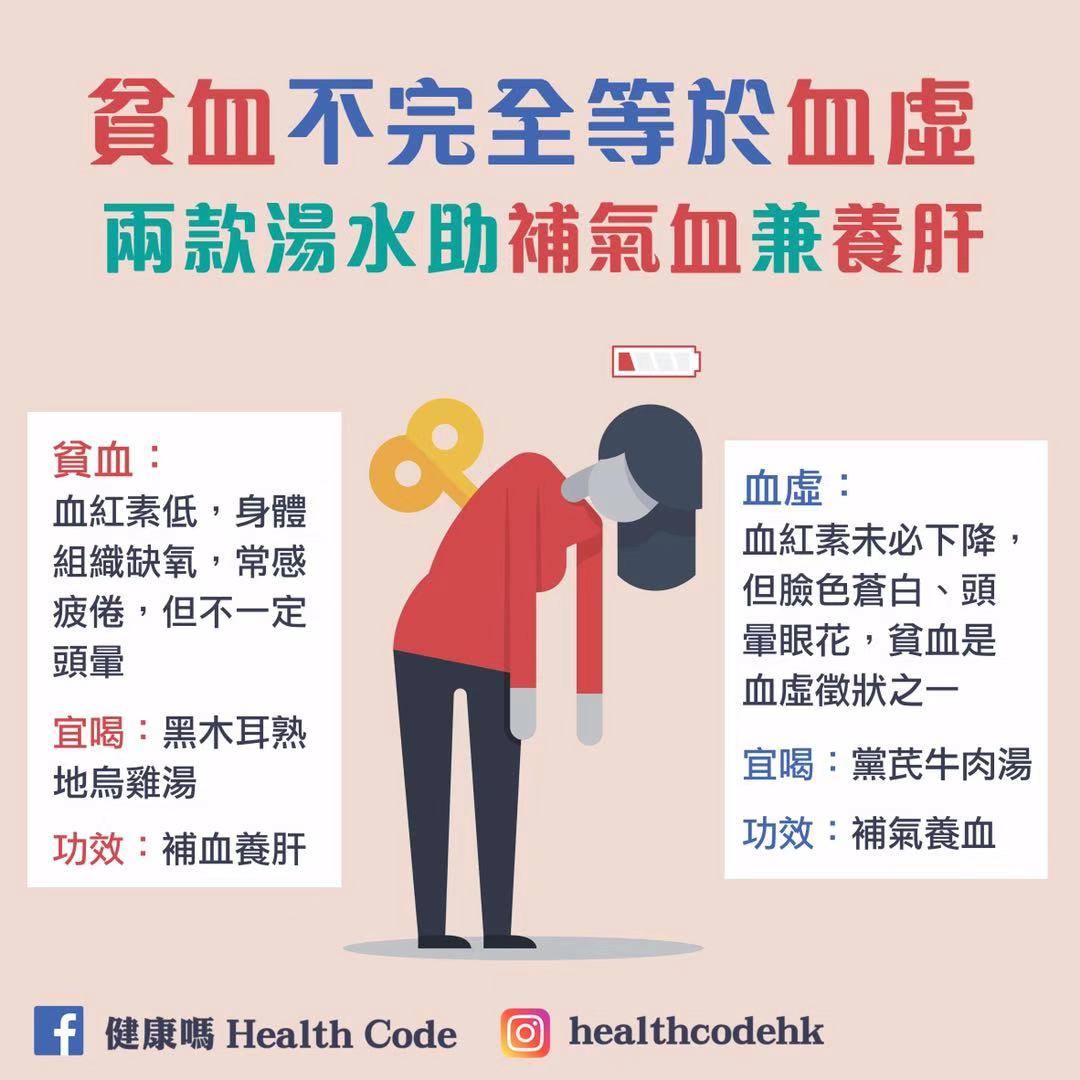 貧血不完全等於血虛
兩款湯水助補氣血兼養肝
貧血：
血紅素低，身體
組織缺氧，常感
疲倦，但不一定
頭暈
宜喝：黑木耳熟
地烏雞湯
功效：補血養肝
血虛：
血紅素未必下降，
但臉色蒼白、頭
暈眼花，貧血是
血虛徵狀之一
宜喝：黨芪牛肉湯
功效：補氣養血
健康嗎 Health Code
healthcodehk